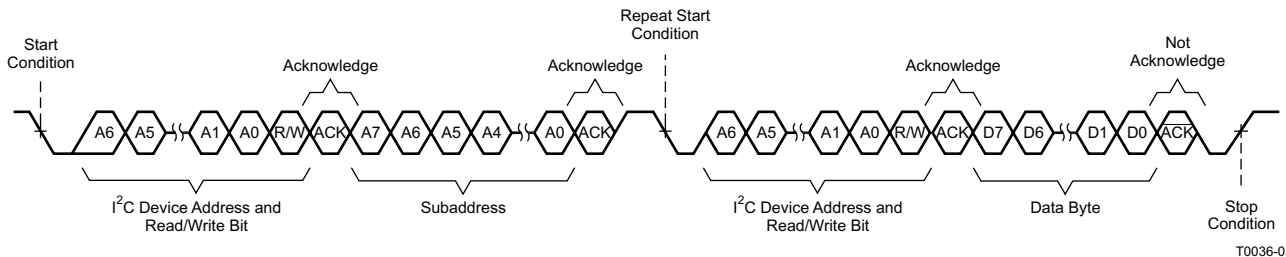 Repeat Start
Condition
Start
Condition
Not
Acknowledge
Acknowledge
Acknowledge
Acknowledge
A6 A5 A1 A0 R/W ACK A7 A6 A5 A4 A0 ACK A6 A5 A1 A0 R/W ACK D7 D6 D1 D0 ACK
I²C Device Address and
Read/Write Bit
Subaddress
I²C Device Address and
Read/Write Bit
Data Byte
Stop
Condition
T0036-0